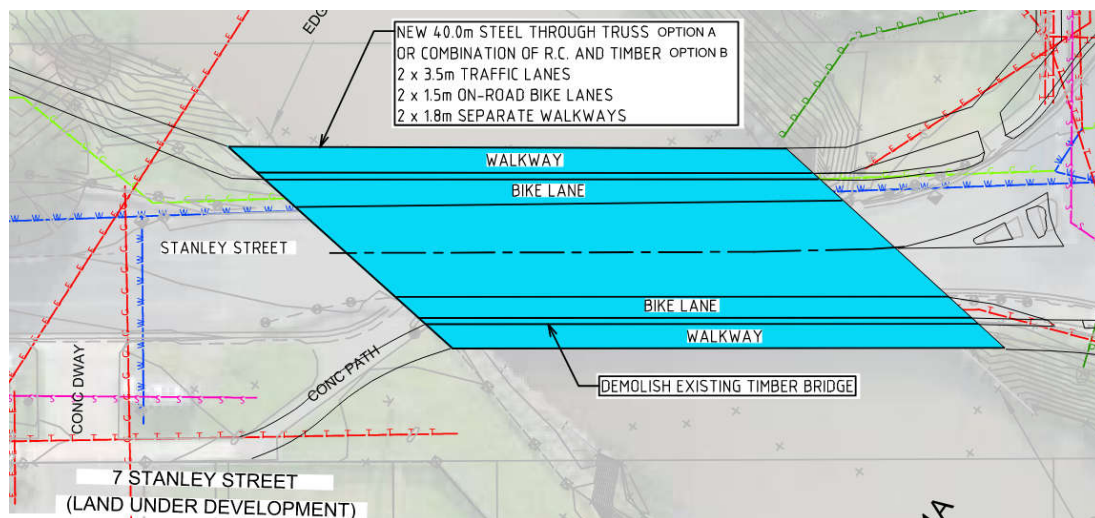 EDG
NEW 40.0m STEEL THROUGH TRUSS OPTION A
OR COMBINATION OF R.C. AND TIMBER OPTION B
2 x 3.5m TRAFFIC LANES
2 x 1.5m ON-ROAD BIKE LANES
2 x 1.8m SEPARATE WALKWAYS
WALKWAY
BIKE LANE
STANLEY STREET
BIKE LANE
WALKWAY
CONC DWAY
CONC PATH
DEMOLISH EXISTING TIMBER BRIDGE
7 STANLEY STREET
(LAND UNDER DEVELOPMENT)